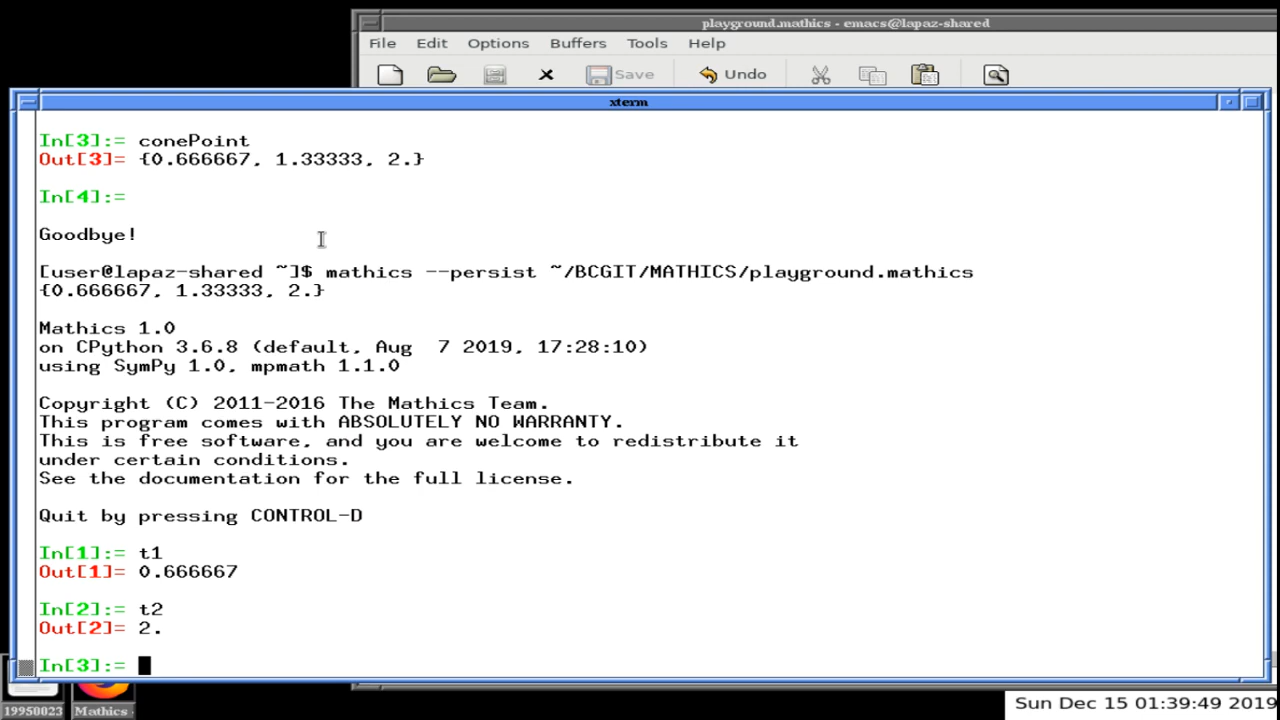 playground.mathics - emacs@lapaz-shared
File Edit Options Buffers Tools Help
Save Undo
xterm
In[3]:= conePoint
Out[3]= {0.666667, 1.33333, 2.}
In[4]:=
Goodbye!
[user@lapaz-shared ~]$ mathics --persist ~/BCGIT/MATHICS/playground.mathics
{0.666667, 1.33333, 2.}
Mathics 1.0
on CPython 3.6.8 (default, Aug  7 2019, 17:28:10)
using SymPy 1.0, mpmath 1.1.0
Copyright (C) 2011-2016 The Mathics Team.
This program comes with ABSOLUTELY NO WARRANTY.
This is free software, and you are welcome to redistribute it
under certain conditions.
See the documentation for the full license.
Quit by pressing CONTROL-D
In[1]:= t1
Out[1]= 0.666667
In[2]:= t2
Out[2]= 2.
In[3]:=
19950023 Mathics
Sun Dec 15 01:39:49 2019